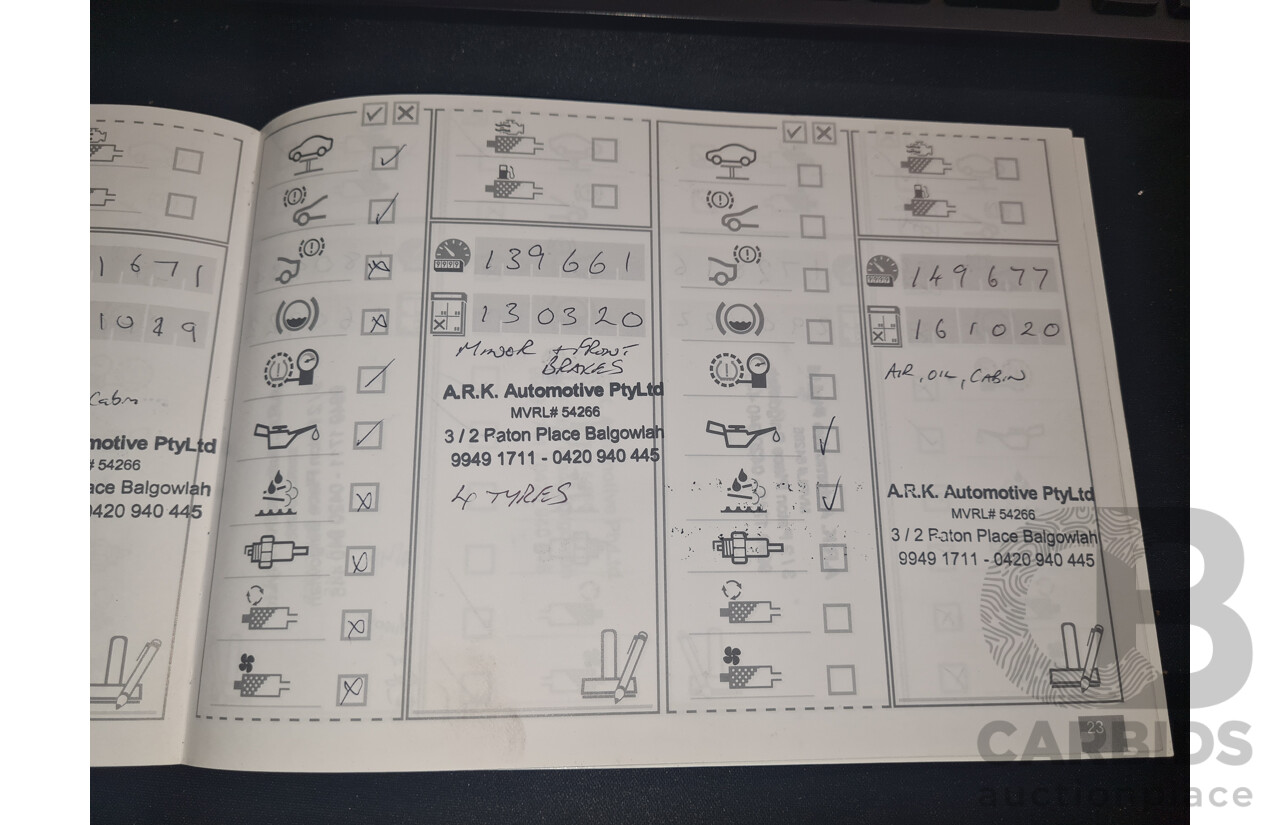 1671
1019
Cabin
motive PtyLtd
# 54266
ace Balgowlah
0420 940 445
139661
130320
MINOR + FRONT
BRAKES
A.R.K. Automotive PtyLtd
MVRL# 54266
3 / 2 Paton Place Balgowlah
9949 1711 - 0420 940 445
4 TYRES
149677
161020
AIR, OIL, CABIN
A.R.K. Automotive PtyLtd
MVRL# 54266
3 / 2 Paton Place Balgowlah
9949 1711 - 0420 940 445
23
CARBIDS
auctionplace